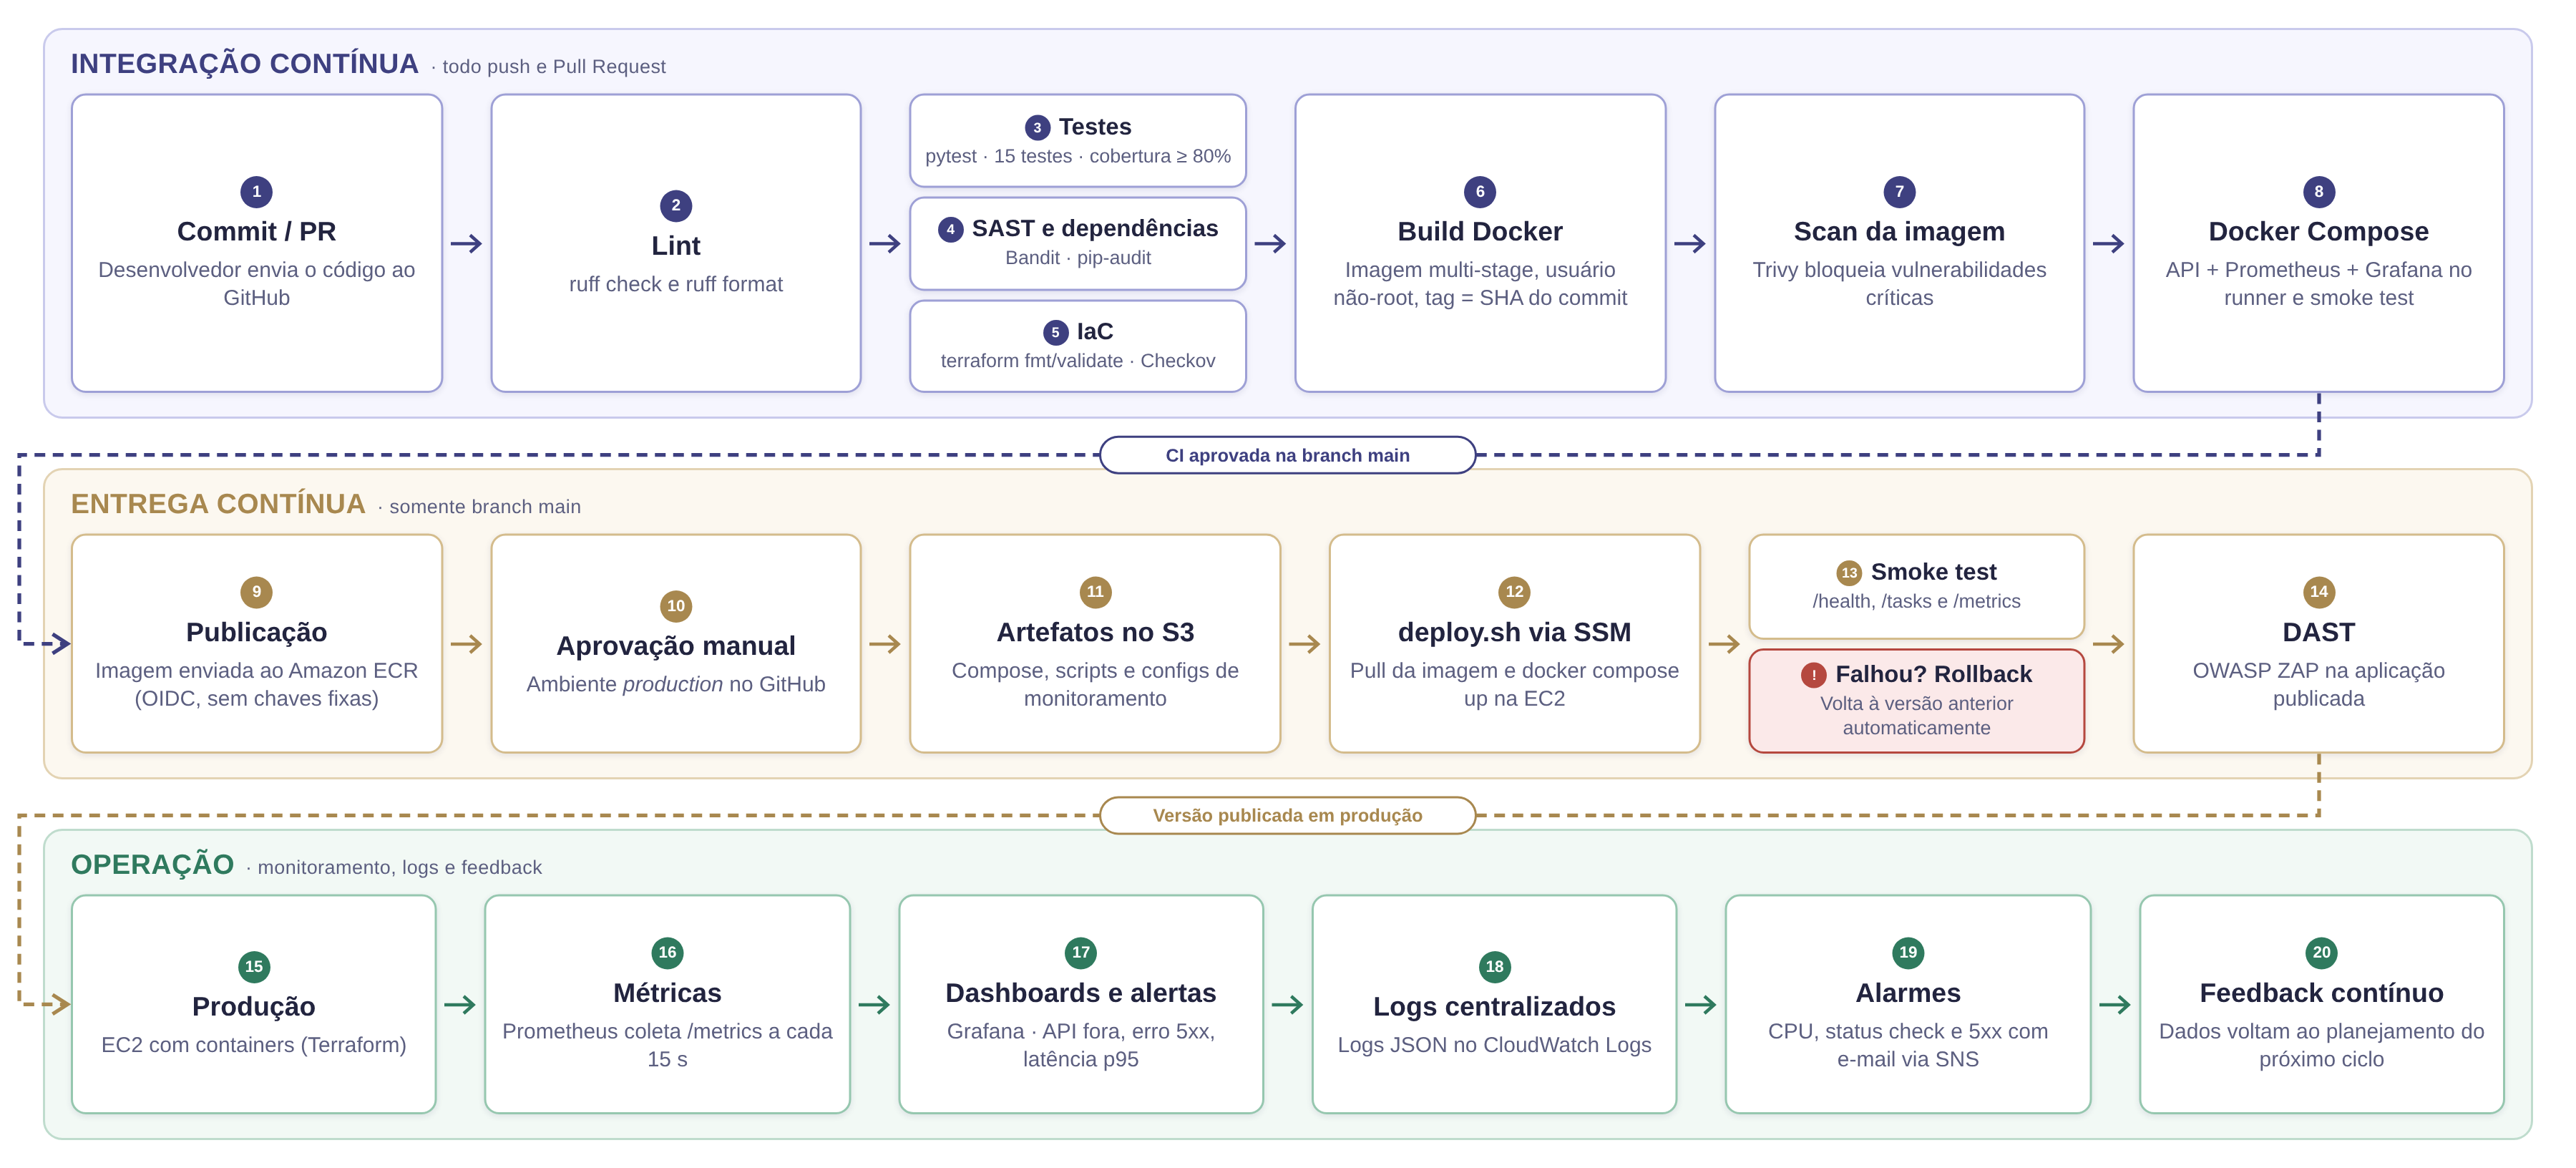 INTEGRAÇÃO CONTÍNUA · todo push e Pull Request
1
Commit / PR
Desenvolvedor envia o código ao
GitHub
2
Lint
ruff check e ruff format
3 Testes
pytest · 15 testes · cobertura ≥ 80%
4 SAST e dependências
Bandit · pip-audit
5 IaC
terraform fmt/validate · Checkov
6
Build Docker
Imagem multi-stage, usuário
não-root, tag = SHA do commit
7
Scan da imagem
Trivy bloqueia vulnerabilidades
críticas
8
Docker Compose
API + Prometheus + Grafana no
runner e smoke test
CI aprovada na branch main
ENTREGA CONTÍNUA · somente branch main
9
Publicação
Imagem enviada ao Amazon ECR
(OIDC, sem chaves fixas)
10
Aprovação manual
Ambiente production no GitHub
11
Artefatos no S3
Compose, scripts e configs de
monitoramento
12
deploy.sh via SSM
Pull da imagem e docker compose
up na EC2
13 Smoke test
/health, /tasks e /metrics
! Falhou? Rollback
Volta à versão anterior
automaticamente
14
DAST
OWASP ZAP na aplicação
publicada
Versão publicada em produção
OPERAÇÃO · monitoramento, logs e feedback
15
Produção
EC2 com containers (Terraform)
16
Métricas
Prometheus coleta /metrics a cada
15 s
17
Dashboards e alertas
Grafana · API fora, erro 5xx,
latência p95
18
Logs centralizados
Logs JSON no CloudWatch Logs
19
Alarmes
CPU, status check e 5xx com
e-mail via SNS
20
Feedback contínuo
Dados voltam ao planejamento do
próximo ciclo